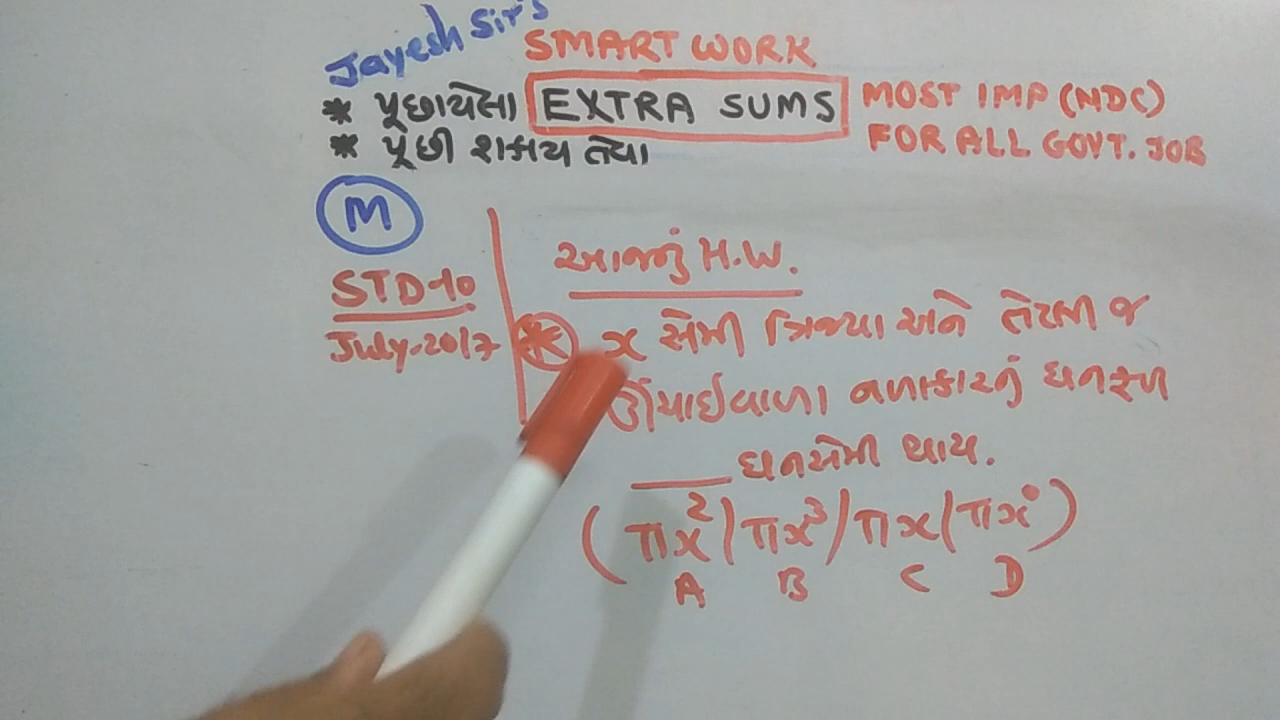 Jayesh Sir's
SMART WORK
* પૂછાયેલા EXTRA SUMS MOST IMP (NDC)
* પૂછી શકાય તેવા FOR ALL GOVT. JOB
M
આજનું H.W.
STD-10
July-2017
* x સેમી ત્રિજ્યા અને તેટલી જ
ઊંચાઈવાળા નળાકારનું ઘનફળ
____ ઘનસેમી થાય.
(πx²/πx³/πx/πx⁰)
A B C D